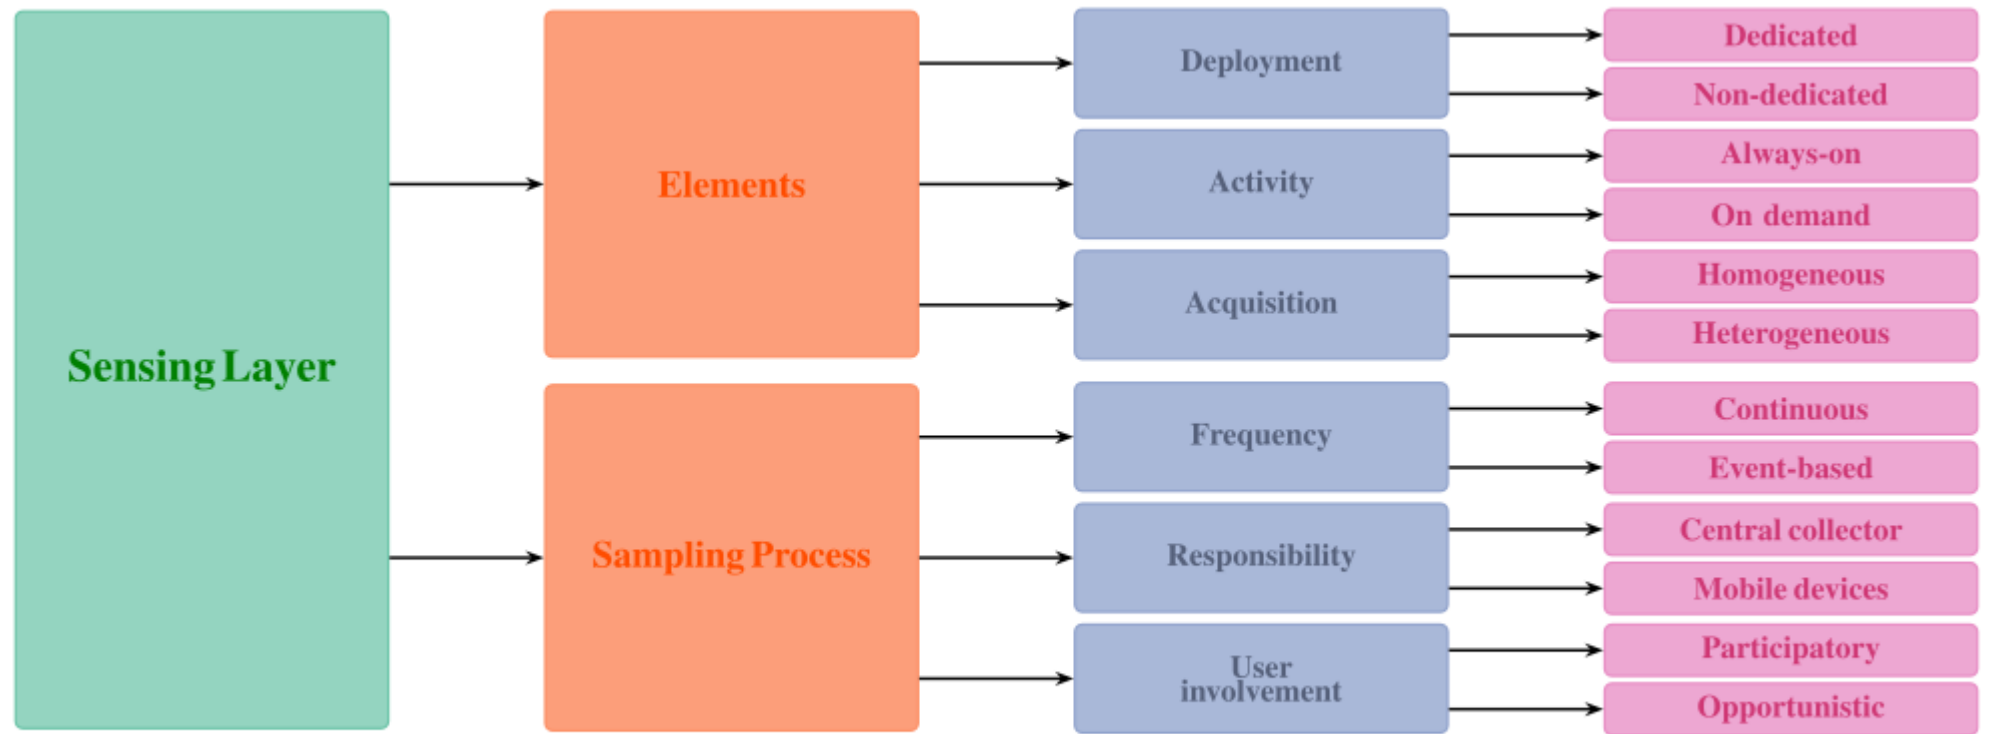 Sensing Layer
Elements
Deployment
Dedicated
Non-dedicated
Activity
Always-on
On demand
Acquisition
Homogeneous
Heterogeneous
Sampling Process
Frequency
Continuous
Event-based
Responsibility
Central collector
Mobile devices
User
involvement
Participatory
Opportunistic